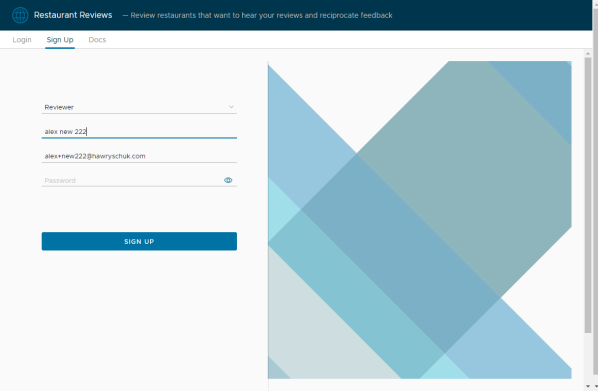 Restaurant Reviews — Review restaurants that want to hear your reviews and reciprocate feedback
Login Sign Up Docs
Reviewer
alex new 222
alex+new222@hawryschuk.com
Password
SIGN UP